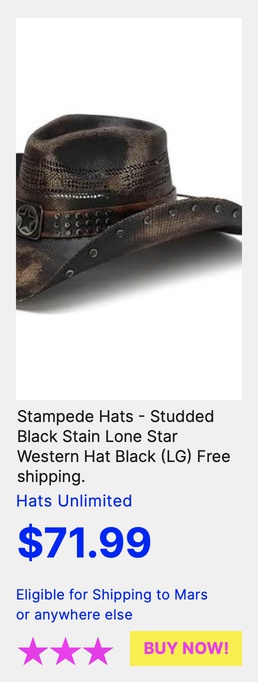 Stampede Hats - Studded
Black Stain Lone Star
Western Hat Black (LG) Free
shipping.
Hats Unlimited
$71.99
Eligible for Shipping to Mars
or anywhere else
BUY NOW!